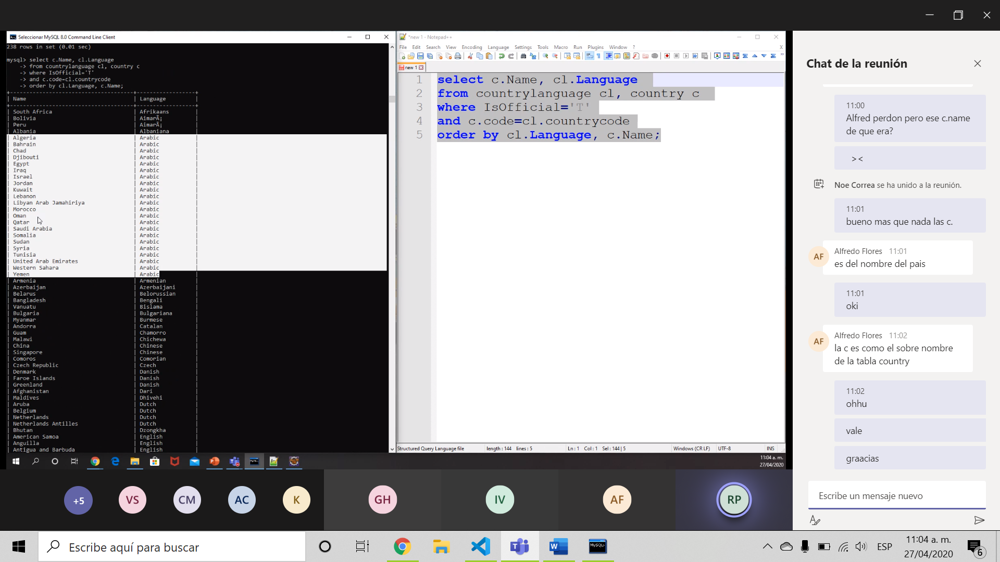 Seleccionar MySQL 8.0 Command Line Client
238 rows in set (0.01 sec)
mysql> select c.Name, cl.Language
-> from countrylanguage cl, country c
-> where IsOfficial='T'
-> and c.code=cl.countrycode
-> order by cl.Language, c.Name;
| Name | Language |
| South Africa | Afrikaans |
| Bolivia | AimarÃ¡ |
| Peru | AimarÃ¡ |
| Albania | Albaniana |
| Algeria | Arabic |
| Bahrain | Arabic |
| Chad | Arabic |
| Djibouti | Arabic |
| Egypt | Arabic |
| Iraq | Arabic |
| Israel | Arabic |
| Jordan | Arabic |
| Kuwait | Arabic |
| Lebanon | Arabic |
| Libyan Arab Jamahiriya | Arabic |
| Morocco | Arabic |
| Oman | Arabic |
| Qatar | Arabic |
| Saudi Arabia | Arabic |
| Somalia | Arabic |
| Sudan | Arabic |
| Syria | Arabic |
| Tunisia | Arabic |
| United Arab Emirates | Arabic |
| Western Sahara | Arabic |
| Yemen | Arabic |
| Armenia | Armenian |
| Azerbaijan | Azerbaijani |
| Belarus | Belorussian |
| Bangladesh | Bengali |
| Vanuatu | Bislama |
| Bulgaria | Bulgariana |
| Myanmar | Burmese |
| Andorra | Catalan |
| Guam | Chamorro |
| Malawi | Chichewa |
| China | Chinese |
| Singapore | Chinese |
| Comoros | Comorian |
| Czech Republic | Czech |
| Denmark | Danish |
| Faroe Islands | Danish |
| Greenland | Danish |
| Afghanistan | Dari |
| Maldives | Dhivehi |
| Aruba | Dutch |
| Belgium | Dutch |
| Netherlands | Dutch |
| Netherlands Antilles | Dutch |
| Bhutan | Dzongkha |
| American Samoa | English |
| Anguilla | English |
| Antigua and Barbuda | English |
*new 1 - Notepad++
File Edit Search View Encoding Language Settings Tools Macro Run Plugins Window ? X
new 1
1 select c.Name, cl.Language
2 from countrylanguage cl, country c
3 where IsOfficial='T'
4 and c.code=cl.countrycode
5 order by cl.Language, c.Name;
Structured Query Language file length : 144 lines : 5 Ln : 1 Col : 1 Sel : 144 | 5 Windows (CR LF) UTF-8 INS
11:04 a. m.
27/04/2020
+5 VS CM AC K GH IV AF RP
Chat de la reunión
11:00
Alfred perdon pero ese c.name
de que era?
><
Noe Correa se ha unido a la reunión.
11:01
bueno mas que nada las c.
AF
Alfredo Flores 11:01
es del nombre del pais
11:01
oki
AF
Alfredo Flores 11:02
la c es como el sobre nombre
de la tabla country
11:02
ohhu
vale
graacias
Escribe un mensaje nuevo
Escribe aquí para buscar
MySQL
ESP
11:04 a. m.
27/04/2020
6